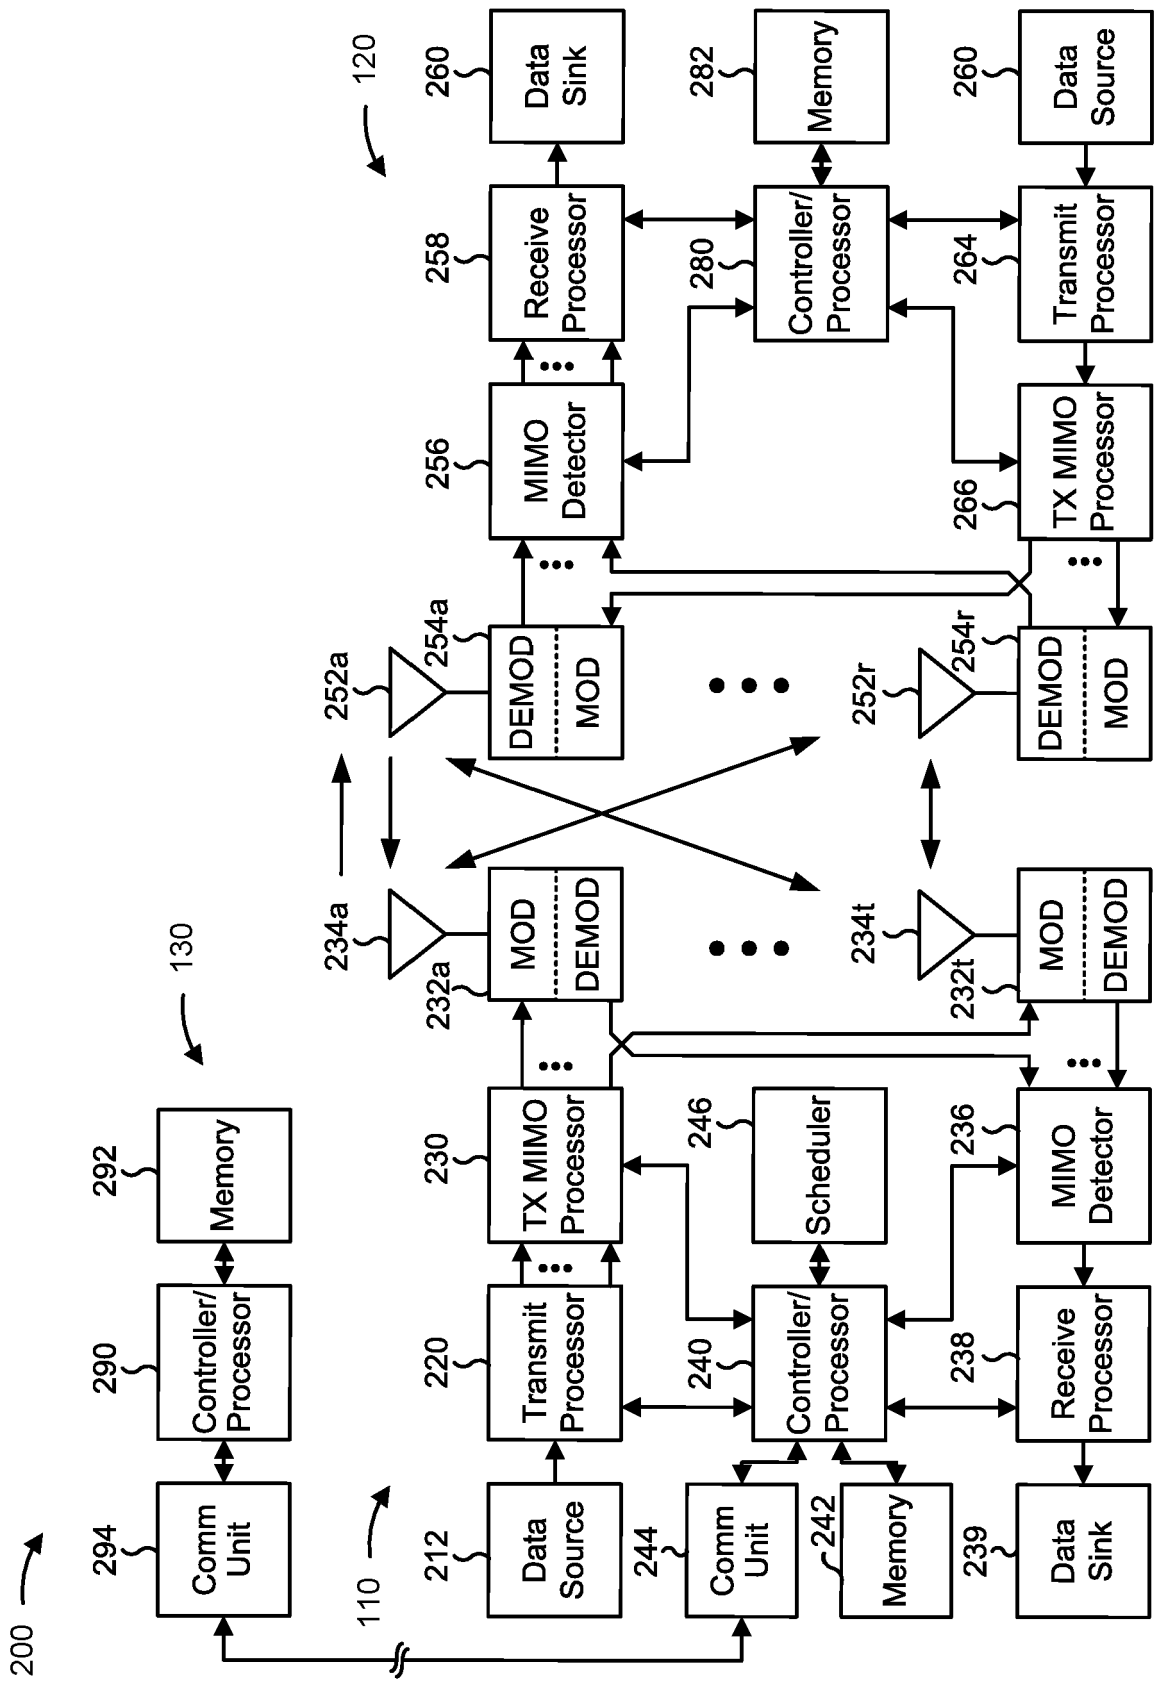 200
294
Comm
Unit
290
Controller/
Processor
292
Memory
130
110
212
Data
Source
220
Transmit
Processor
230
TX MIMO
Processor
232a
MOD
DEMOD
234a
252a
254a
DEMOD
MOD
256
MIMO
Detector
258
Receive
Processor
260
Data
Sink
120
244
Comm
Unit
242
Memory
240
Controller/
Processor
246
Scheduler
280
Controller/
Processor
282
Memory
239
Data
Sink
238
Receive
Processor
236
MIMO
Detector
232t
MOD
DEMOD
234t
252r
254r
DEMOD
MOD
266
TX MIMO
Processor
264
Transmit
Processor
260
Data
Source